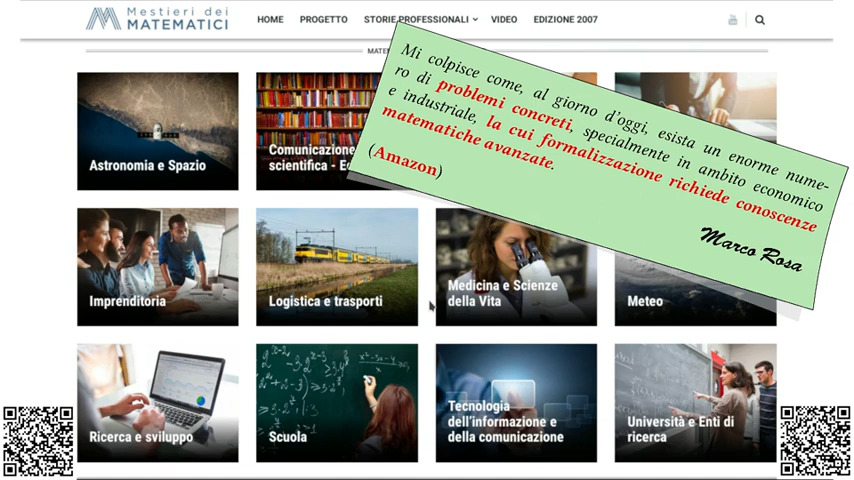 Mestieri dei
MATEMATICI
HOME PROGETTO STORIE PROFESSIONALI VIDEO EDIZIONE 2007
Mi colpisce come, al giorno d'oggi, esista un enorme nume-
ro di problemi concreti, specialmente in ambito economico
e industriale, la cui formalizzazione richiede conoscenze
matematiche avanzate.
(Amazon)
Marco Rosa
Astronomia e Spazio
Comunicazione
scientifica -
Imprenditoria
Logistica e trasporti
Medicina e Scienze
della Vita
Meteo
Ricerca e sviluppo
Scuola
Tecnologia
dell'informazione e
della comunicazione
Università e Enti di
ricerca